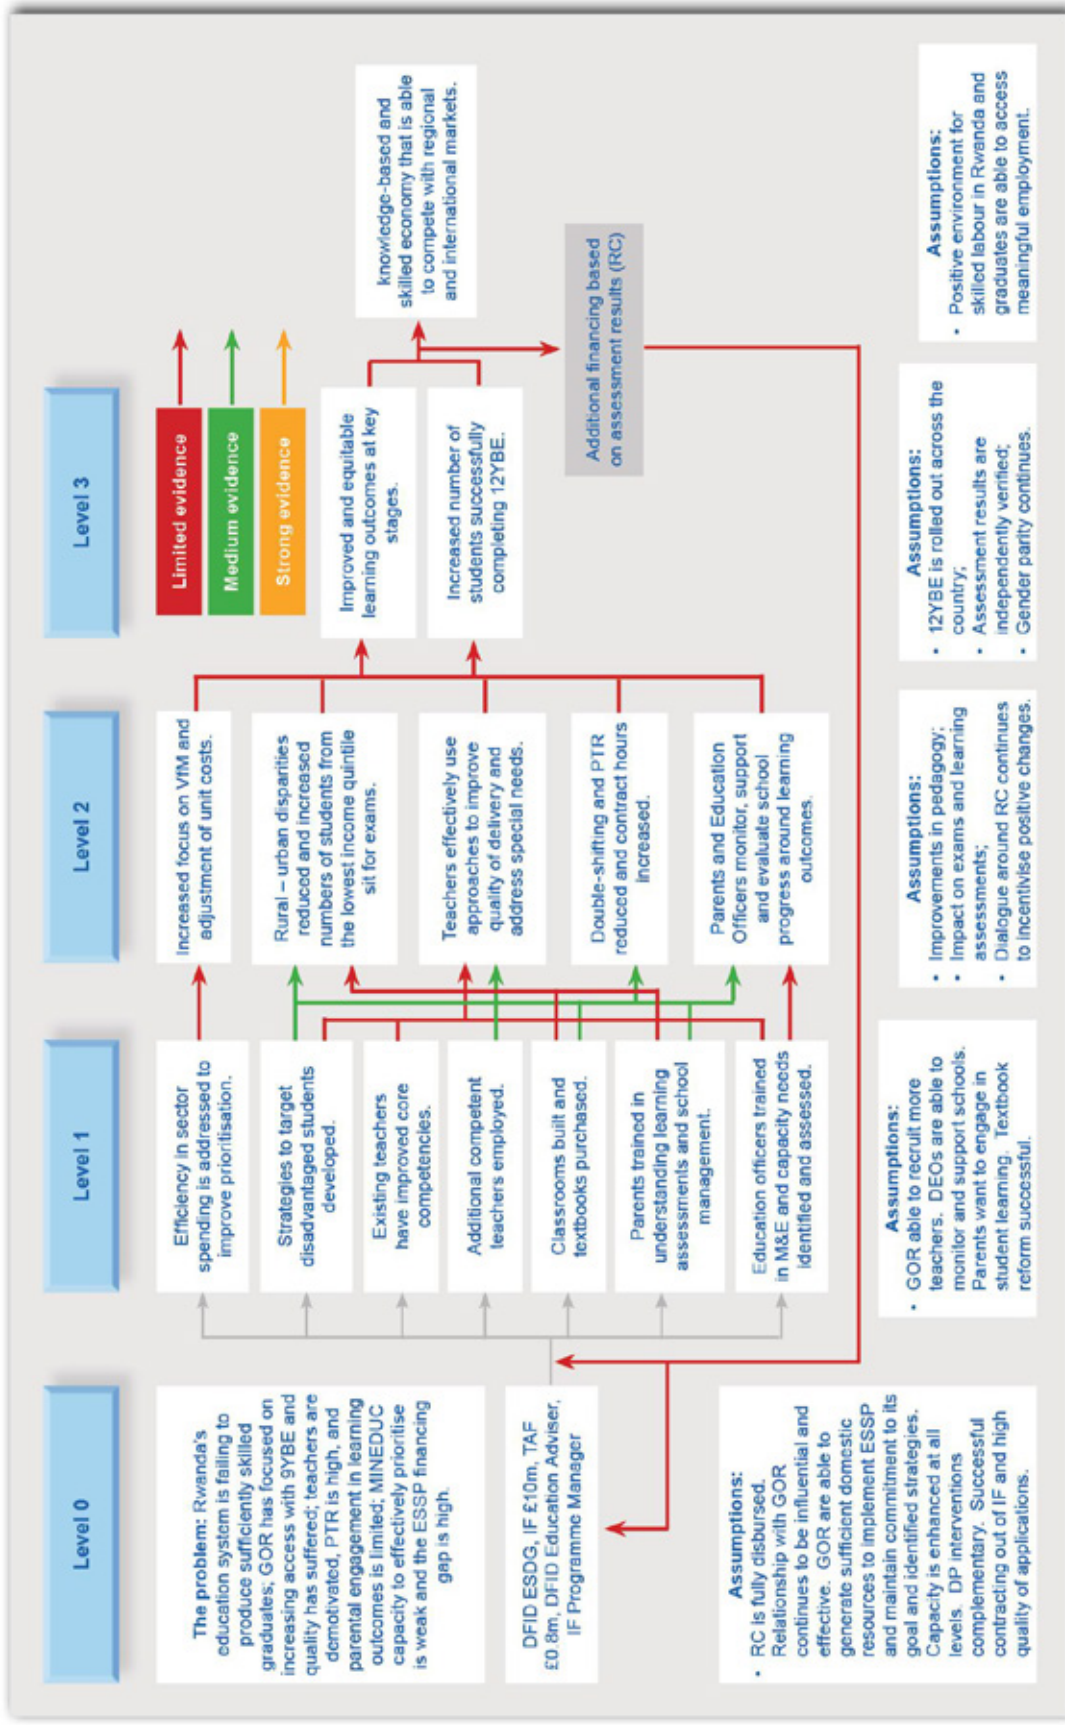 Level 0
Level 1
Level 2
Level 3
The problem: Rwanda's
education system is failing to
produce sufficiently skilled
graduates; GOR has focused on
increasing access with 9YBE and
quality has suffered; teachers are
demotivated, PTR is high, and
parental engagement in learning
outcomes is limited; MINEDUC
capacity to effectively prioritise
is weak and the ESSP financing
gap is high.
DFID ESDG, IF £10m, TAF
£0.8m, DFID Education Adviser,
IF Programme Manager
Assumptions:
• RC is fully disbursed.
Relationship with GOR
continues to be influential and
effective. GOR are able to
generate sufficient domestic
resources to implement ESSP
and maintain commitment to its
goal and identified strategies.
Capacity is enhanced at all
levels. DP interventions
complementary. Successful
contracting out of IF and high
quality of applications.
Efficiency in sector
spending is addressed to
improve prioritisation.
Strategies to target
disadvantaged students
developed.
Existing teachers
have improved core
competencies.
Additional competent
teachers employed.
Classrooms built and
textbooks purchased.
Parents trained in
understanding learning
assessments and school
management.
Education officers trained
in M&E and capacity needs
identified and assessed.
Assumptions:
• GOR able to recruit more
teachers. DEOs are able to
monitor and support schools.
Parents want to engage in
student learning. Textbook
reform successful.
Increased focus on VfM and
adjustment of unit costs.
Rural – urban disparities
reduced and increased
numbers of students from
the lowest income quintile
sit for exams.
Teachers effectively use
approaches to improve
quality of delivery and
address special needs.
Double-shifting and PTR
reduced and contract hours
increased.
Parents and Education
Officers monitor, support
and evaluate school
progress around learning
outcomes.
Assumptions:
• Improvements in pedagogy;
• Impact on exams and learning
assessments;
• Dialogue around RC continues
to incentivise positive changes.
Limited evidence
Medium evidence
Strong evidence
Improved and equitable
learning outcomes at key
stages.
Increased number of
students successfully
completing 12YBE.
Assumptions:
• 12YBE is rolled out across the
country;
• Assessment results are
independently verified;
• Gender parity continues.
knowledge-based and
skilled economy that is able
to compete with regional
and international markets.
Additional financing based
on assessment results (RC)
Assumptions:
• Positive environment for
skilled labour in Rwanda and
graduates are able to access
meaningful employment.